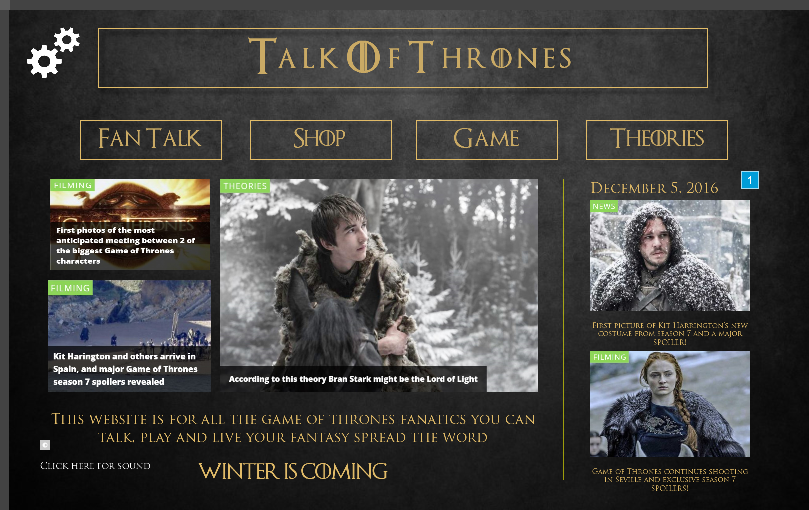 Talk Of Thrones
Fan Talk
Shop
Game
Theories
FILMING
GAME OF THRONES
First photos of the most
anticipated meeting between 2 of
the biggest Game of Thrones
characters
FILMING
Kit Harington and others arrive in
Spain, and major Game of Thrones
season 7 spoilers revealed
THEORIES
According to this theory Bran Stark might be the Lord of Light
December 5, 2016
1
NEWS
First picture of Kit Harrington's new
costume from season 7 and a major
spoiler!
FILMING
Game of Thrones continues shooting
in Seville and exclusive season 7
spoilers!
This website is for all the game of thrones fanatics you can
talk, play and live your fantasy spread the word
Click here for sound
WINTER IS COMING